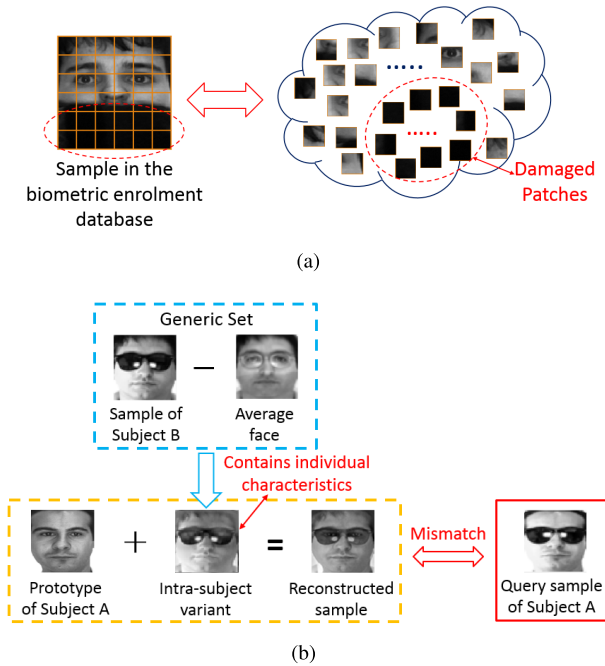 Sample in the
biometric enrolment
database
Damaged
Patches
(a)
Generic Set
Sample of
Subject B
Average
face
Contains individual
characteristics
Prototype
of Subject A
Intra-subject
variant
Reconstructed
sample
Mismatch
Query sample
of Subject A
(b)